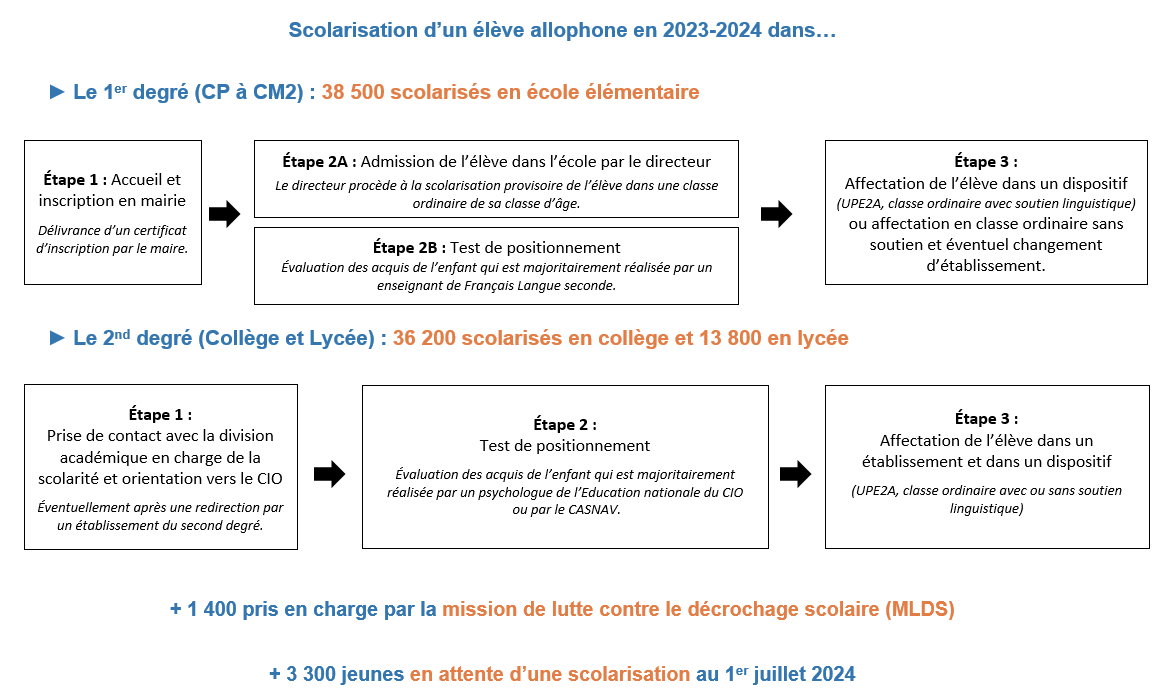 Scolarisation d’un élève allophone en 2023-2024 dans…
► Le 1er degré (CP à CM2) : 38 500 scolarisés en école élémentaire
Étape 1 : Accueil et
inscription en mairie
Délivrance d’un certificat
d’inscription par le maire.
Étape 2A : Admission de l’élève dans l’école par le directeur
Le directeur procède à la scolarisation provisoire de l’élève dans une classe
ordinaire de sa classe d’âge.
Étape 2B : Test de positionnement
Évaluation des acquis de l’enfant qui est majoritairement réalisée par un
enseignant de Français Langue seconde.
Étape 3 :
Affectation de l’élève dans un dispositif
(UPE2A, classe ordinaire avec soutien linguistique)
ou affectation en classe ordinaire sans
soutien et éventuel changement
d’établissement.
► Le 2nd degré (Collège et Lycée) : 36 200 scolarisés en collège et 13 800 en lycée
Étape 1 :
Prise de contact avec la division
académique en charge de la
scolarité et orientation vers le CIO
Éventuellement après une redirection par
un établissement du second degré.
Étape 2 :
Test de positionnement
Évaluation des acquis de l’enfant qui est majoritairement
réalisée par un psychologue de l’Education nationale du CIO
ou par le CASNAV.
Étape 3 :
Affectation de l’élève dans un
établissement et dans un dispositif
(UPE2A, classe ordinaire avec ou sans soutien
linguistique)
+ 1 400 pris en charge par la mission de lutte contre le décrochage scolaire (MLDS)
+ 3 300 jeunes en attente d’une scolarisation au 1er juillet 2024